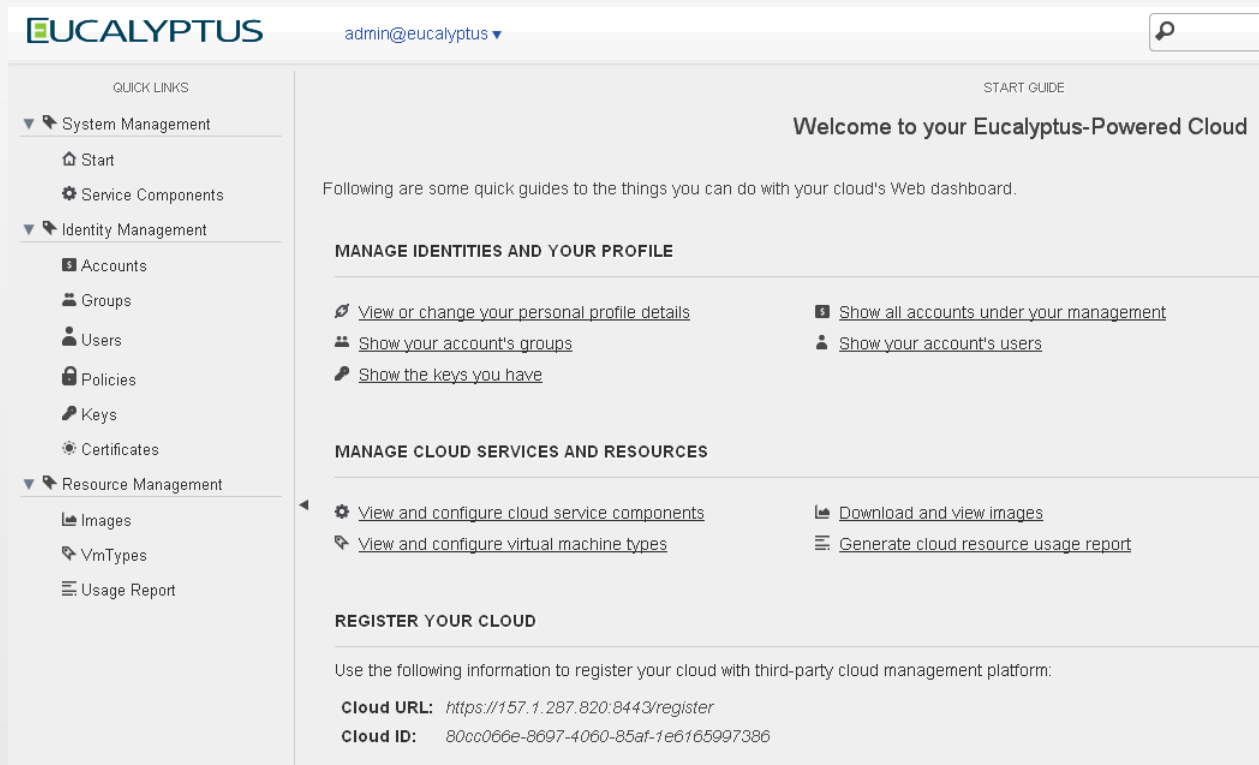 EUCALYPTUS
admin@eucalyptus
QUICK LINKS
System Management
Start
Service Components
Identity Management
Accounts
Groups
Users
Policies
Keys
Certificates
Resource Management
Images
VmTypes
Usage Report
START GUIDE
Welcome to your Eucalyptus-Powered Cloud
Following are some quick guides to the things you can do with your cloud's Web dashboard.
MANAGE IDENTITIES AND YOUR PROFILE
View or change your personal profile details
Show all accounts under your management
Show your account's groups
Show your account's users
Show the keys you have
MANAGE CLOUD SERVICES AND RESOURCES
View and configure cloud service components
Download and view images
View and configure virtual machine types
Generate cloud resource usage report
REGISTER YOUR CLOUD
Use the following information to register your cloud with third-party cloud management platform:
Cloud URL: https://157.1.287.820:8443/register
Cloud ID: 80cc066e-8697-4060-85af-1e6165997386